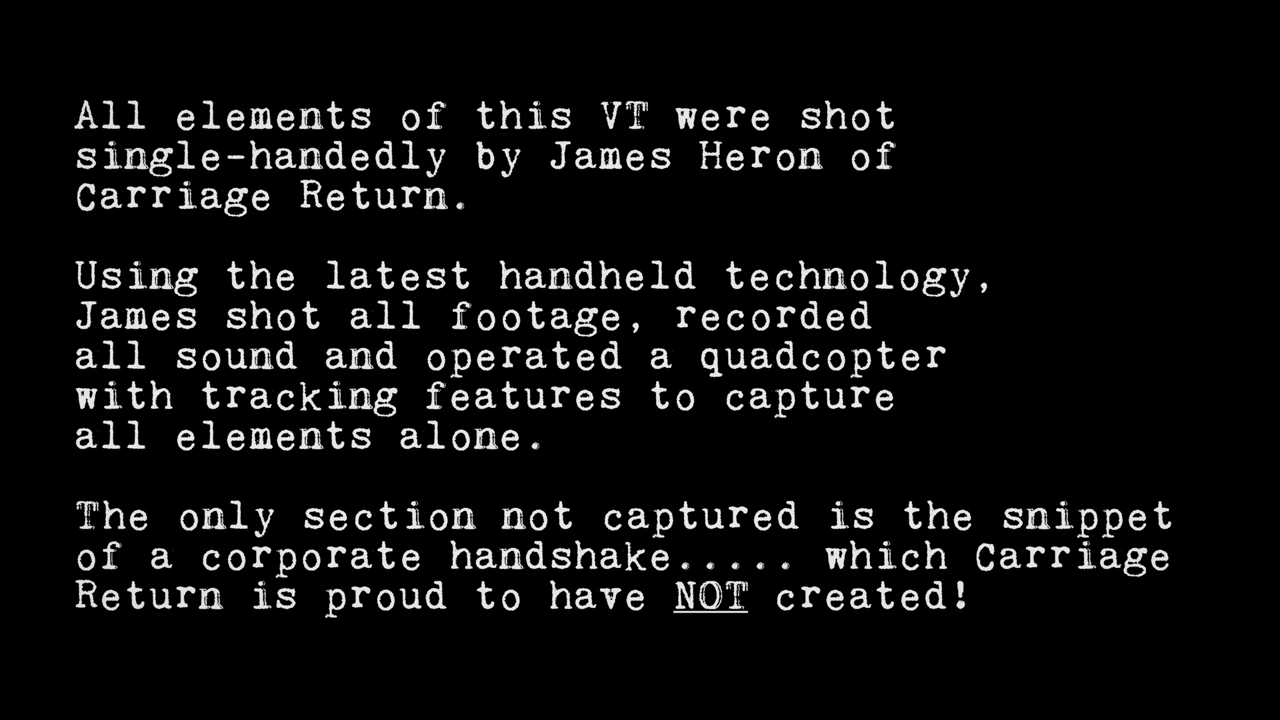 All elements of this VT were shot
single-handedly by James Heron of
Carriage Return.
Using the latest handheld technology,
James shot all footage, recorded
all sound and operated a quadcopter
with tracking features to capture
all elements alone.
The only section not captured is the snippet
of a corporate handshake..... which Carriage
Return is proud to have NOT created!